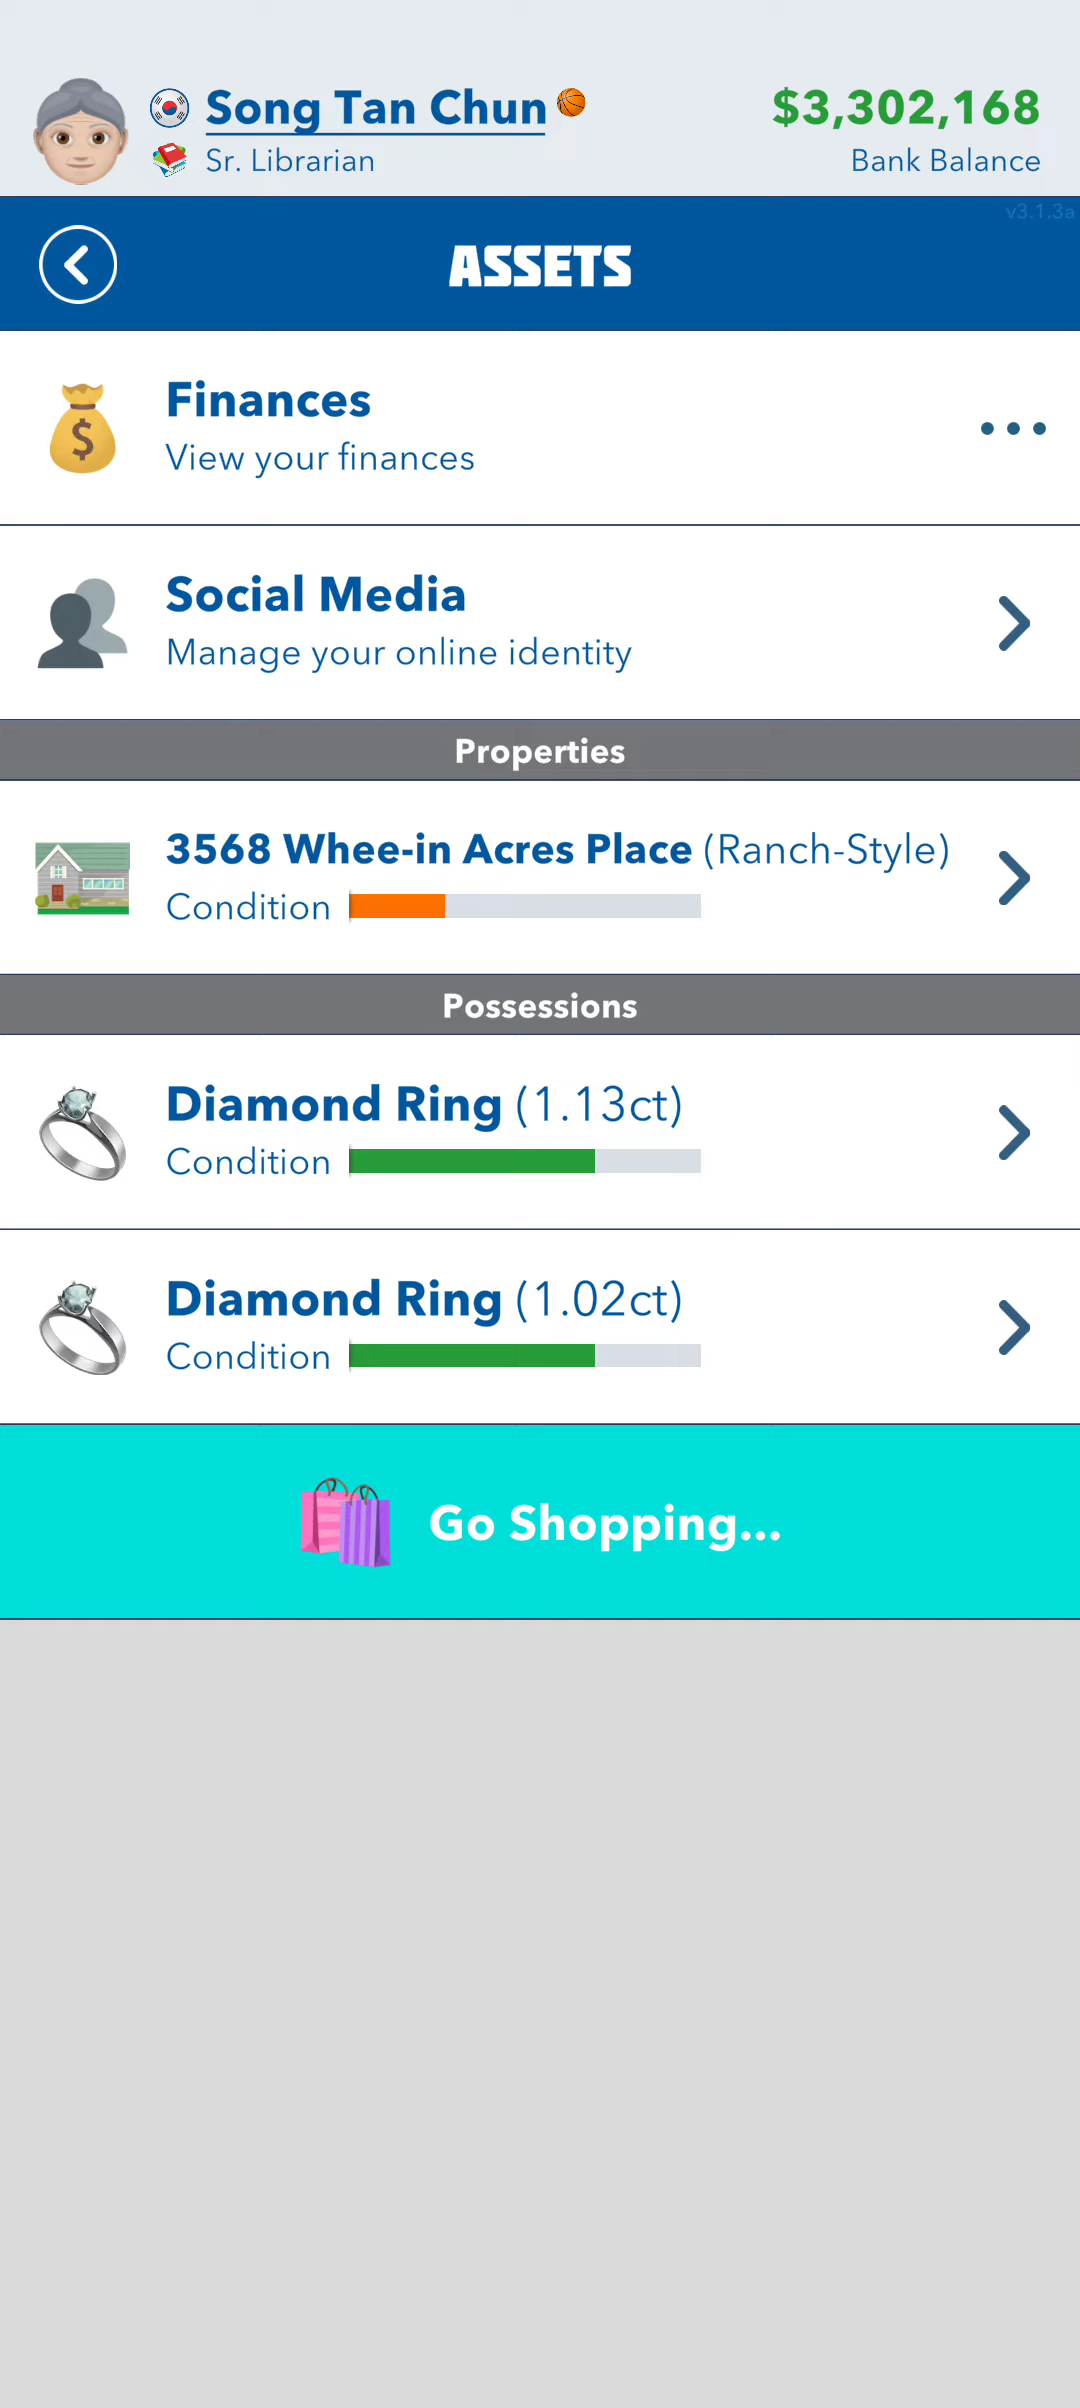 Song Tan Chun
$3,302,168
Sr. Librarian
Bank Balance
v3.1.3a
ASSETS
Finances
View your finances
Social Media
Manage your online identity
Properties
3568 Whee-in Acres Place (Ranch-Style)
Condition
Possessions
Diamond Ring (1.13ct)
Condition
Diamond Ring (1.02ct)
Condition
Go Shopping...